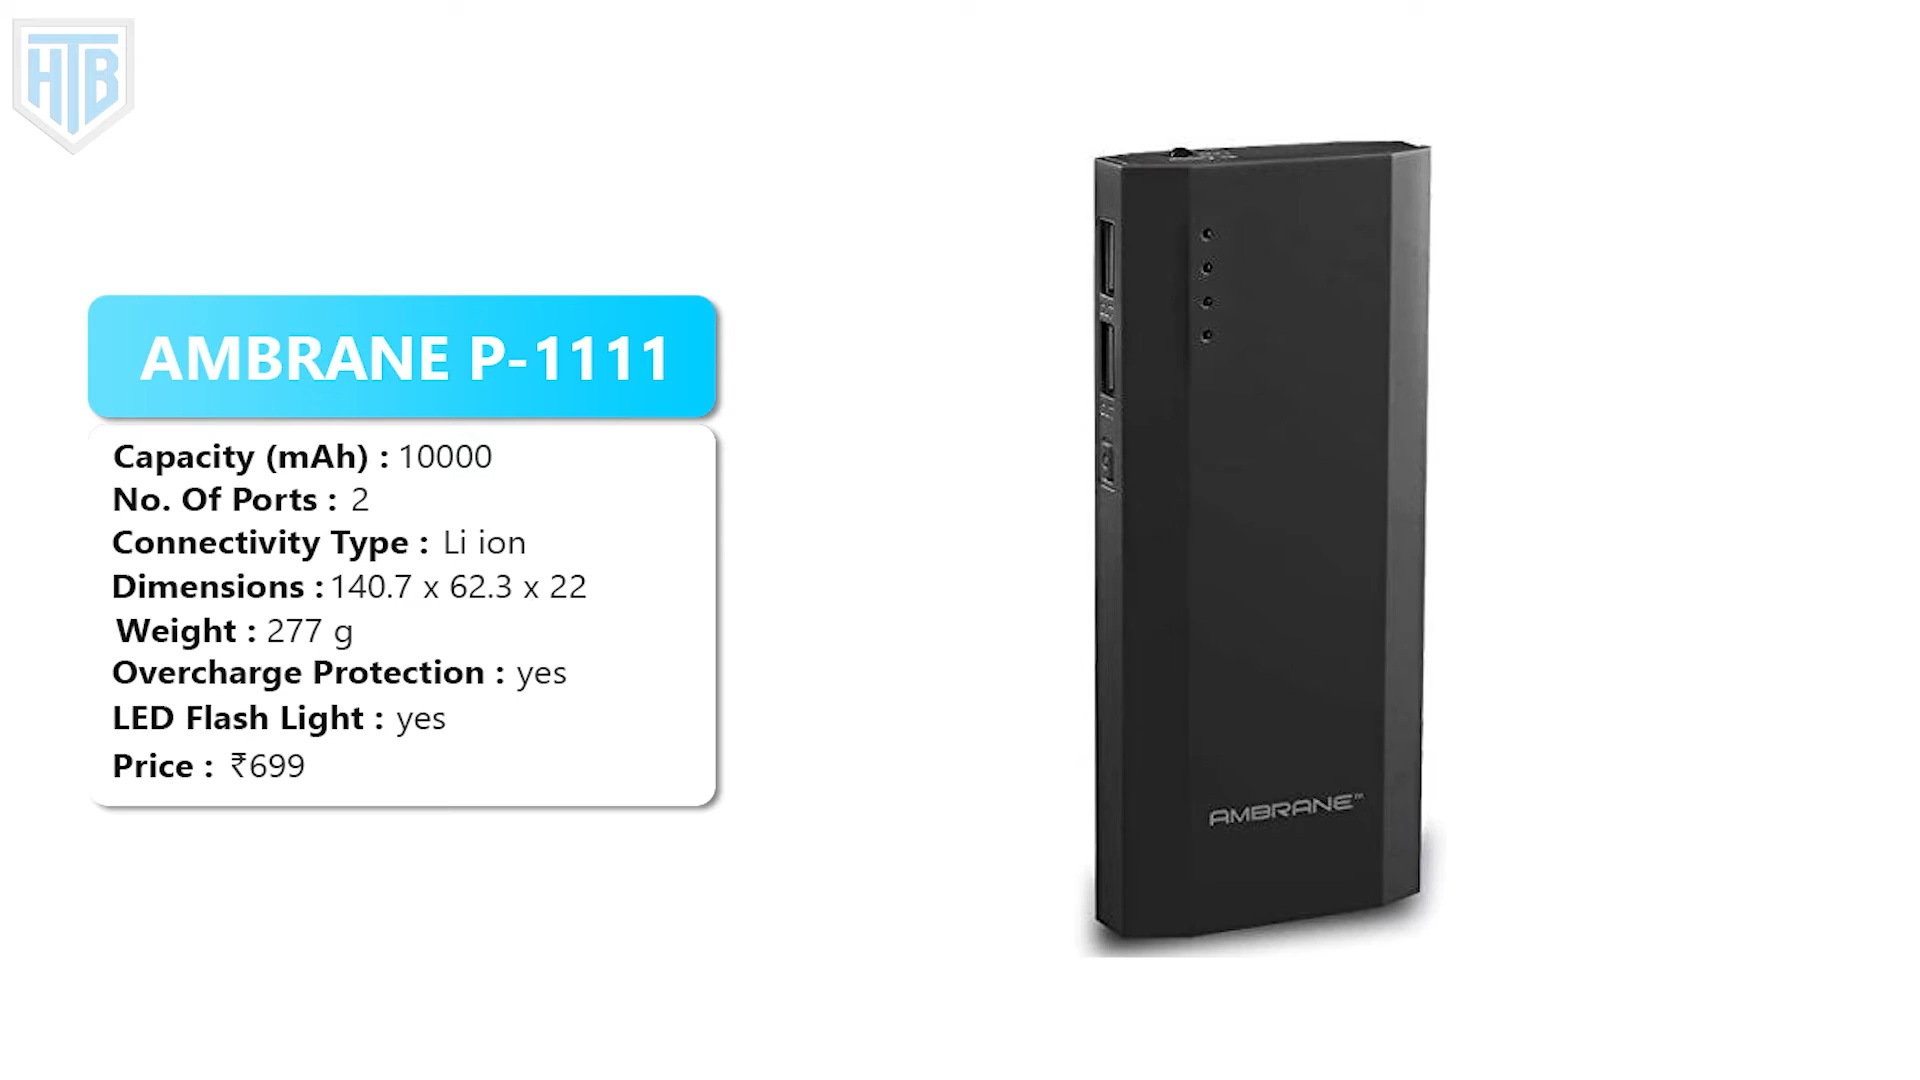 HTB
AMBRANE P-1111
Capacity (mAh) : 10000
No. Of Ports : 2
Connectivity Type : Li ion
Dimensions : 140.7 x 62.3 x 22
Weight : 277 g
Overcharge Protection : yes
LED Flash Light : yes
Price : ₹699
AMBRANE™